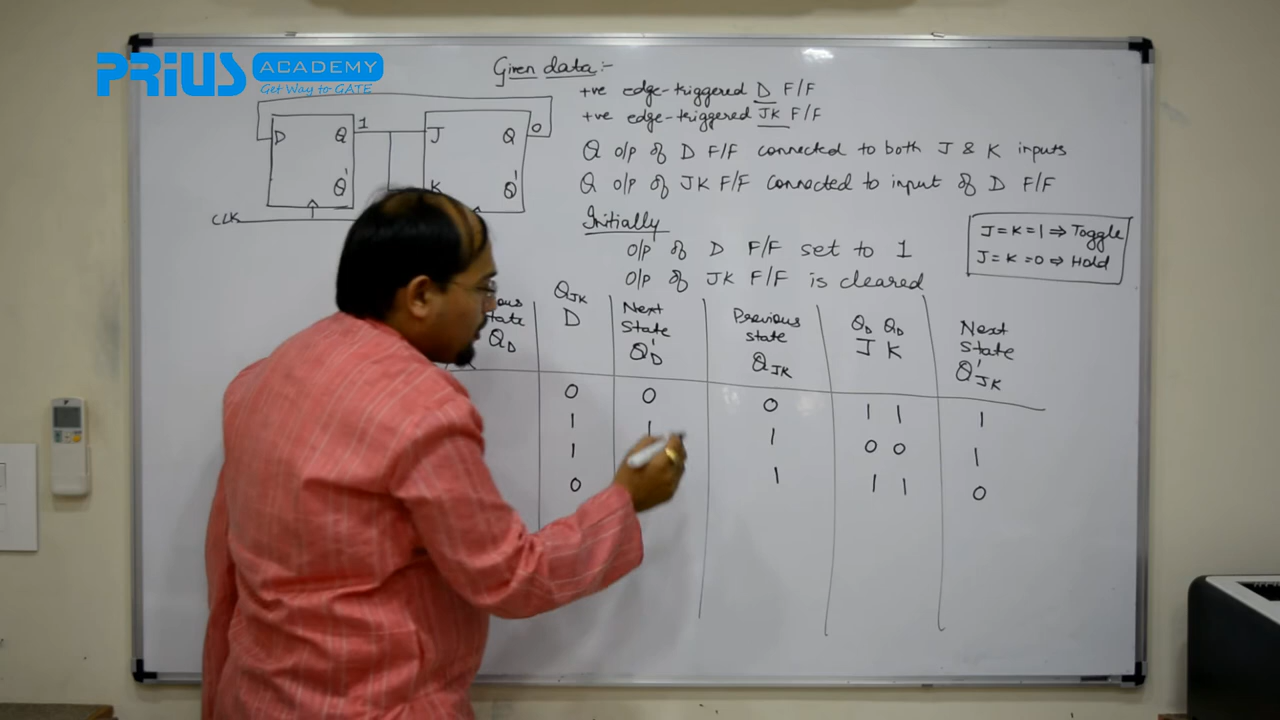 PRiUS ACADEMY
Get Way to GATE
Given data :-
+ve edge-triggered D F/F
+ve edge-triggered JK F/F
Q O/P of D F/F connected to both J & K inputs
Q O/P of JK F/F connected to input of D F/F
Initially
O/P of D F/F set to 1
O/P of JK F/F is cleared
J = K = 1 ⇒ Toggle
J = K = 0 ⇒ Hold
D Q 1 J Q 0
Q' K Q'
CLK
Q_D
Q_JK
D
Next
State
Q'_D
Previous
state
Q_JK
Q_D Q_D
J K
Next
State
Q'_JK
0 0 0 1 1 1
1 1 1 0 0 1
1 1 1 1 0
0